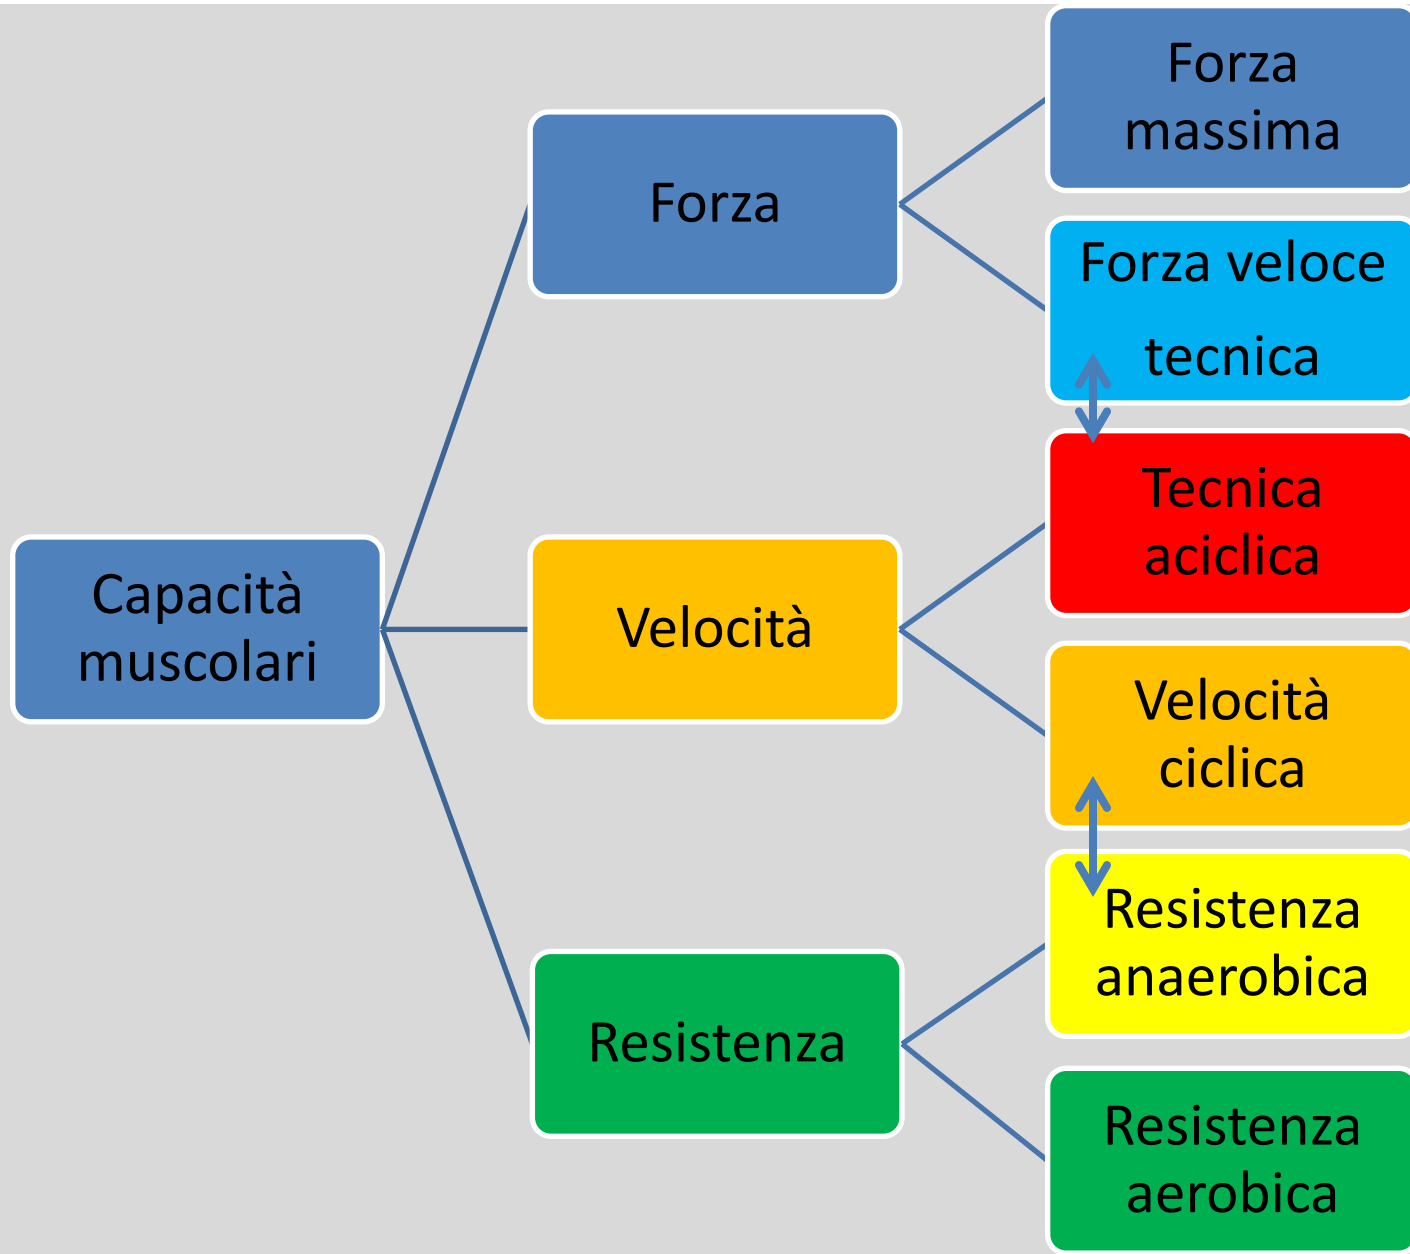 Forza
massima
Forza
Forza veloce
tecnica
Tecnica
aciclica
Capacità
muscolari
Velocità
Velocità
ciclica
Resistenza
anaerobica
Resistenza
Resistenza
aerobica